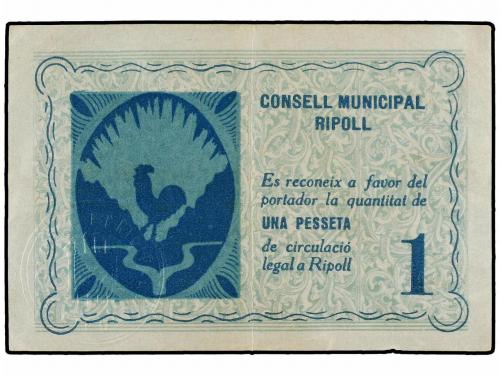 CONSELL MUNICIPAL
RIPOLL
Es reconeix a favor del
portador la quantitat de
UNA PESSETA
de circulació
legal a Ripoll
1